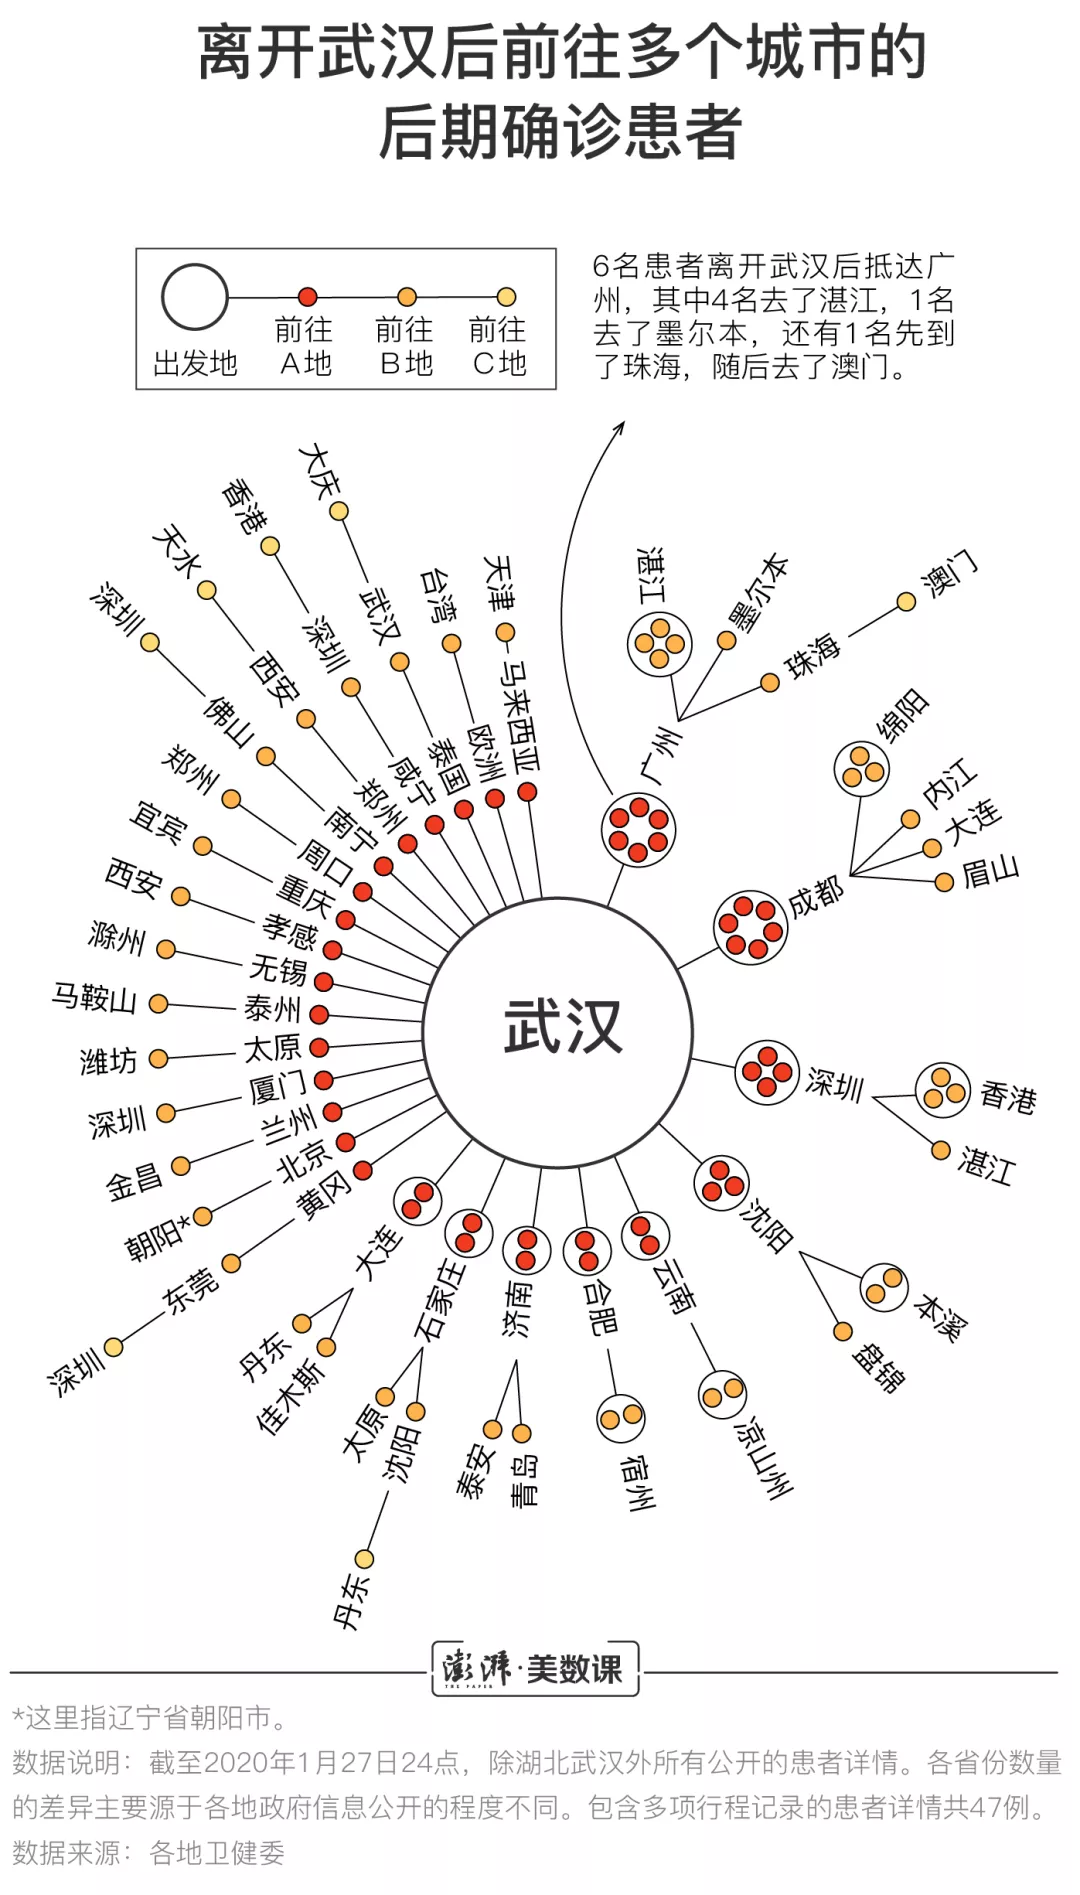 离开武汉后前往多个城市的
后期确诊患者
出发地
前往
A地
前往
B地
前往
C地
6名患者离开武汉后抵达广
州，其中4名去了湛江，1名
去了墨尔本，还有1名先到
了珠海，随后去了澳门。
武汉
广州
湛江
墨尔本
珠海
澳门
成都
绵阳
内江
大连
眉山
深圳
香港
湛江
沈阳
本溪
盘锦
云南
凉山州
合肥
宿州
济南
泰安
青岛
石家庄
太原
沈阳
丹东
大连
丹东
佳木斯
黄冈
东莞
深圳
北京
朝阳*
兰州
金昌
厦门
深圳
太原
潍坊
泰州
马鞍山
无锡
滁州
孝感
西安
重庆
宜宾
周口
郑州
南宁
佛山
深圳
郑州
西安
天水
咸宁
深圳
香港
泰国
武汉
大庆
欧洲
台湾
马来西亚
天津
澎湃·美数课
THE PAPER
*这里指辽宁省朝阳市。
数据说明：截至2020年1月27日24点，除湖北武汉外所有公开的患者详情。各省份数量
的差异主要源于各地政府信息公开的程度不同。包含多项行程记录的患者详情共47例。
数据来源：各地卫健委